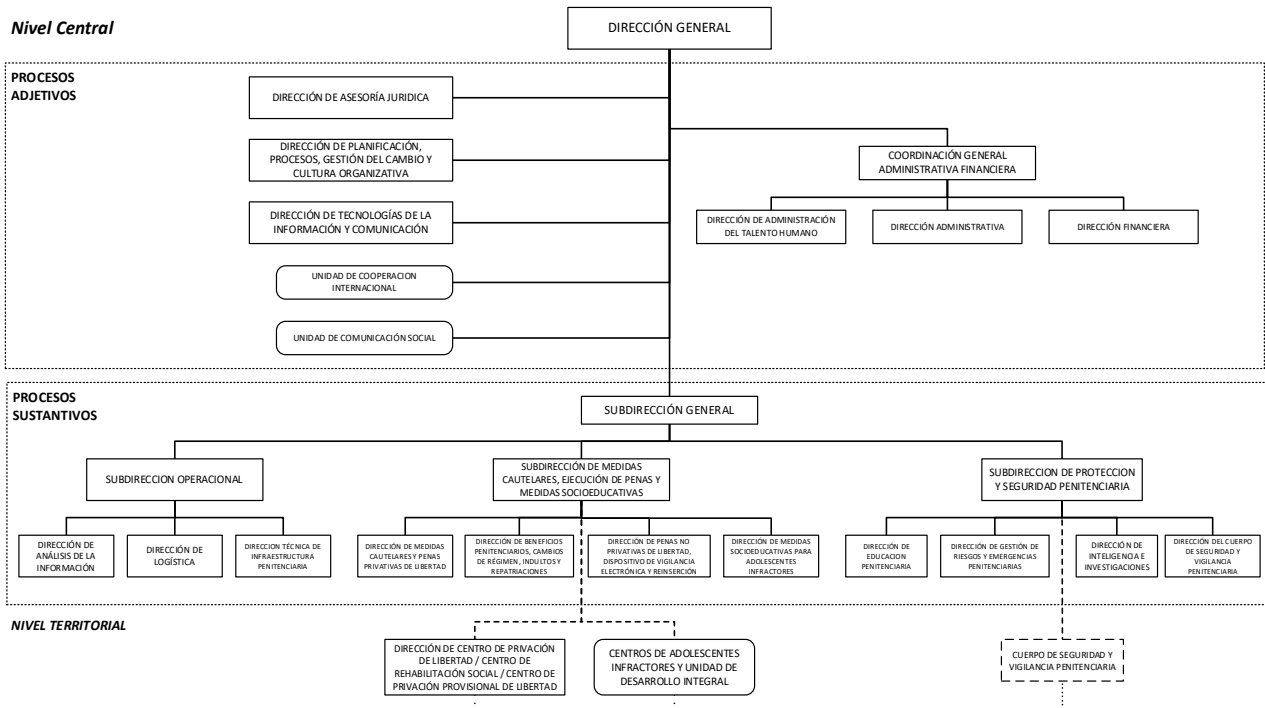 Nivel Central
DIRECCIÓN GENERAL
PROCESOS
ADJETIVOS
DIRECCIÓN DE ASESORÍA JURIDICA
DIRECCIÓN DE PLANIFICACIÓN,
PROCESOS, GESTIÓN DEL CAMBIO Y
CULTURA ORGANIZATIVA
DIRECCIÓN DE TECNOLOGÍAS DE LA
INFORMACIÓN Y COMUNICACIÓN
UNIDAD DE COOPERACION
INTERNACIONAL
UNIDAD DE COMUNICACIÓN SOCIAL
COORDINACIÓN GENERAL
ADMINISTRATIVA FINANCIERA
DIRECCIÓN DE ADMINISTRACIÓN
DEL TALENTO HUMANO
DIRECCIÓN ADMINISTRATIVA
DIRECCIÓN FINANCIERA
PROCESOS
SUSTANTIVOS
SUBDIRECCIÓN GENERAL
SUBDIRECCION OPERACIONAL
SUBDIRECCIÓN DE MEDIDAS
CAUTELARES, EJECUCIÓN DE PENAS Y
MEDIDAS SOCIOEDUCATIVAS
SUBDIRECCION DE PROTECCION
Y SEGURIDAD PENITENCIARIA
DIRECCIÓN DE
ANÁLISIS DE LA
INFORMACIÓN
DIRECCIÓN DE
LOGÍSTICA
DIRECCION TÉCNICA DE
INFRAESTRUCTURA
PENITENCIARIA
DIRECCIÓN DE MEDIDAS
CAUTELARES Y PENAS
PRIVATIVAS DE LIBERTAD
DIRECCIÓN DE BENEFICIOS
PENITENCIARIOS, CAMBIOS
DE RÉGIMEN, INDULTOS Y
REPATRIACIONES
DIRECCIÓN DE PENAS NO
PRIVATIVAS DE LIBERTAD,
DISPOSITIVO DE VIGILANCIA
ELECTRÓNICA Y REINSERCIÓN
DIRECCIÓN DE MEDIDAS
SOCIOEDUCATIVAS PARA
ADOLESCENTES
INFRACTORES
DIRECCIÓN DE
EDUCACION
PENITENCIARIA
DIRECCIÓN DE GESTIÓN DE
RIESGOS Y EMERGENCIAS
PENITENCIARIAS
DIRECCIÓN DE
INTELIGENCIA E
INVESTIGACIONES
DIRECCIÓN DEL CUERPO
DE SEGURIDAD Y
VIGILANCIA
PENITENCIARIA
NIVEL TERRITORIAL
DIRECCIÓN DE CENTRO DE PRIVACIÓN
DE LIBERTAD / CENTRO DE
REHABILITACIÓN SOCIAL / CENTRO DE
PRIVACIÓN PROVISIONAL DE LIBERTAD
CENTROS DE ADOLESCENTES
INFRACTORES Y UNIDAD DE
DESARROLLO INTEGRAL
CUERPO DE SEGURIDAD Y
VIGILANCIA PENITENCIARIA